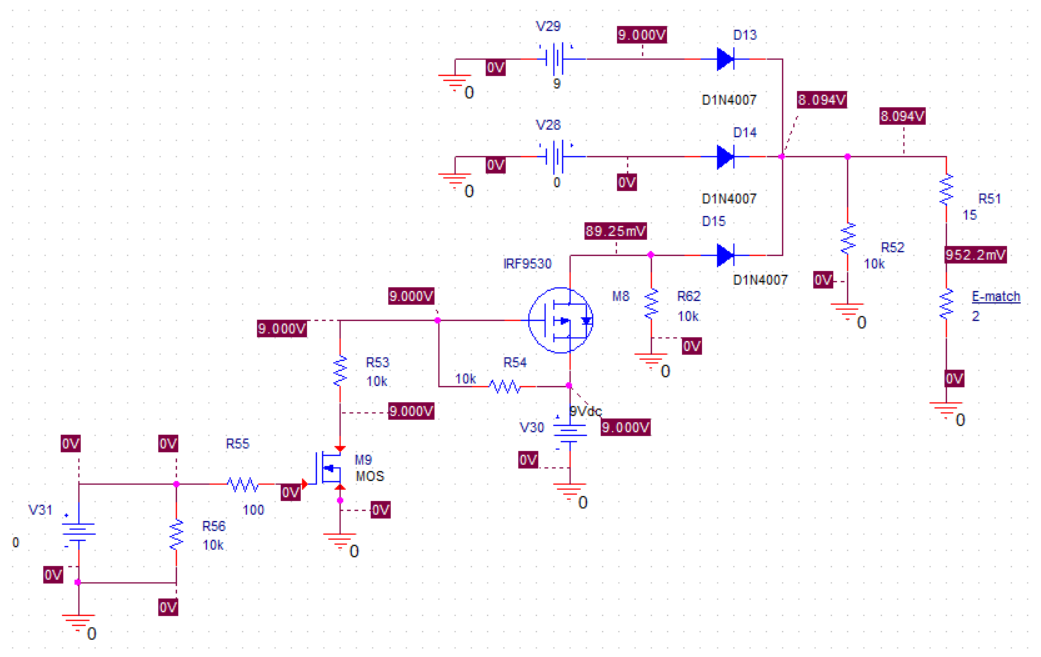 V29
9.000V
D13
0V
0
9
D1N4007
V28
D14
8.094V
8.094V
0V
0
0
0V
D1N4007
D15
R51
15
89.25mV
R52
10k
952.2mV
IRF9530
D1N4007
0V
9.000V
M8
R62
10k
E-match
2
0
9.000V
0V
R53
10k
R54
10k
0
0V
9.000V
9Vdc
V30
9.000V
0
0V
0V
R55
M9
MOS
0V
0V
0
100
0V
V31
R56
10k
0
0
0V
0V
0